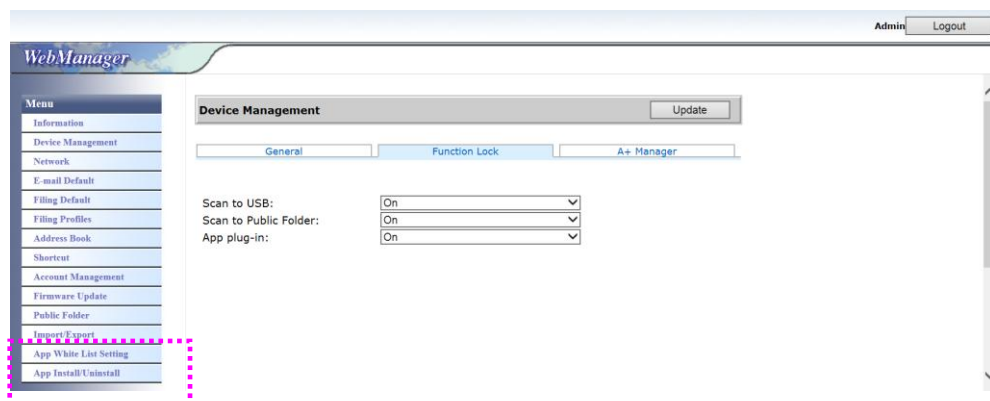 Admin Logout
WebManager
Menu
Information
Device Management
Network
E-mail Default
Filing Default
Filing Profiles
Address Book
Shortcut
Account Management
Firmware Update
Public Folder
Import/Export
App White List Setting
App Install/Uninstall
Device Management Update
General Function Lock A+ Manager
Scan to USB: On
Scan to Public Folder: On
App plug-in: On